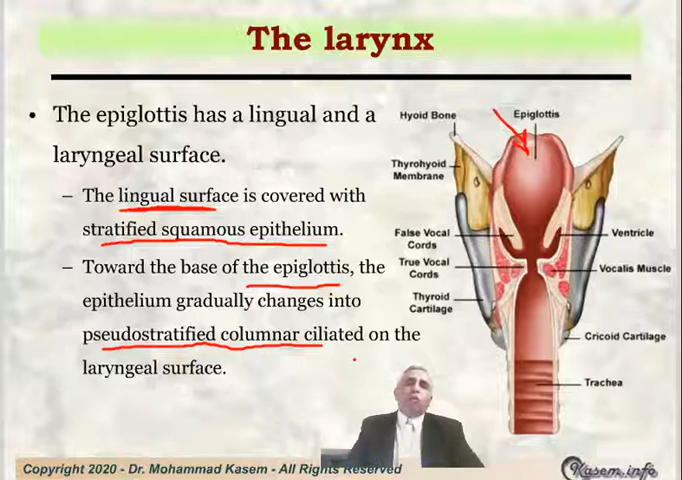 The larynx
• The epiglottis has a lingual and a
laryngeal surface.
– The lingual surface is covered with
stratified squamous epithelium.
– Toward the base of the epiglottis, the
epithelium gradually changes into
pseudostratified columnar ciliated on the
laryngeal surface.
Hyoid Bone
Epiglottis
Thyrohyoid
Membrane
False Vocal
Cords
Ventricle
True Vocal
Cords
Vocalis Muscle
Thyroid
Cartilage
Cricoid Cartilage
Trachea
Copyright 2020 - Dr. Mohammad Kasem - All Rights Reserved
Kasem.info